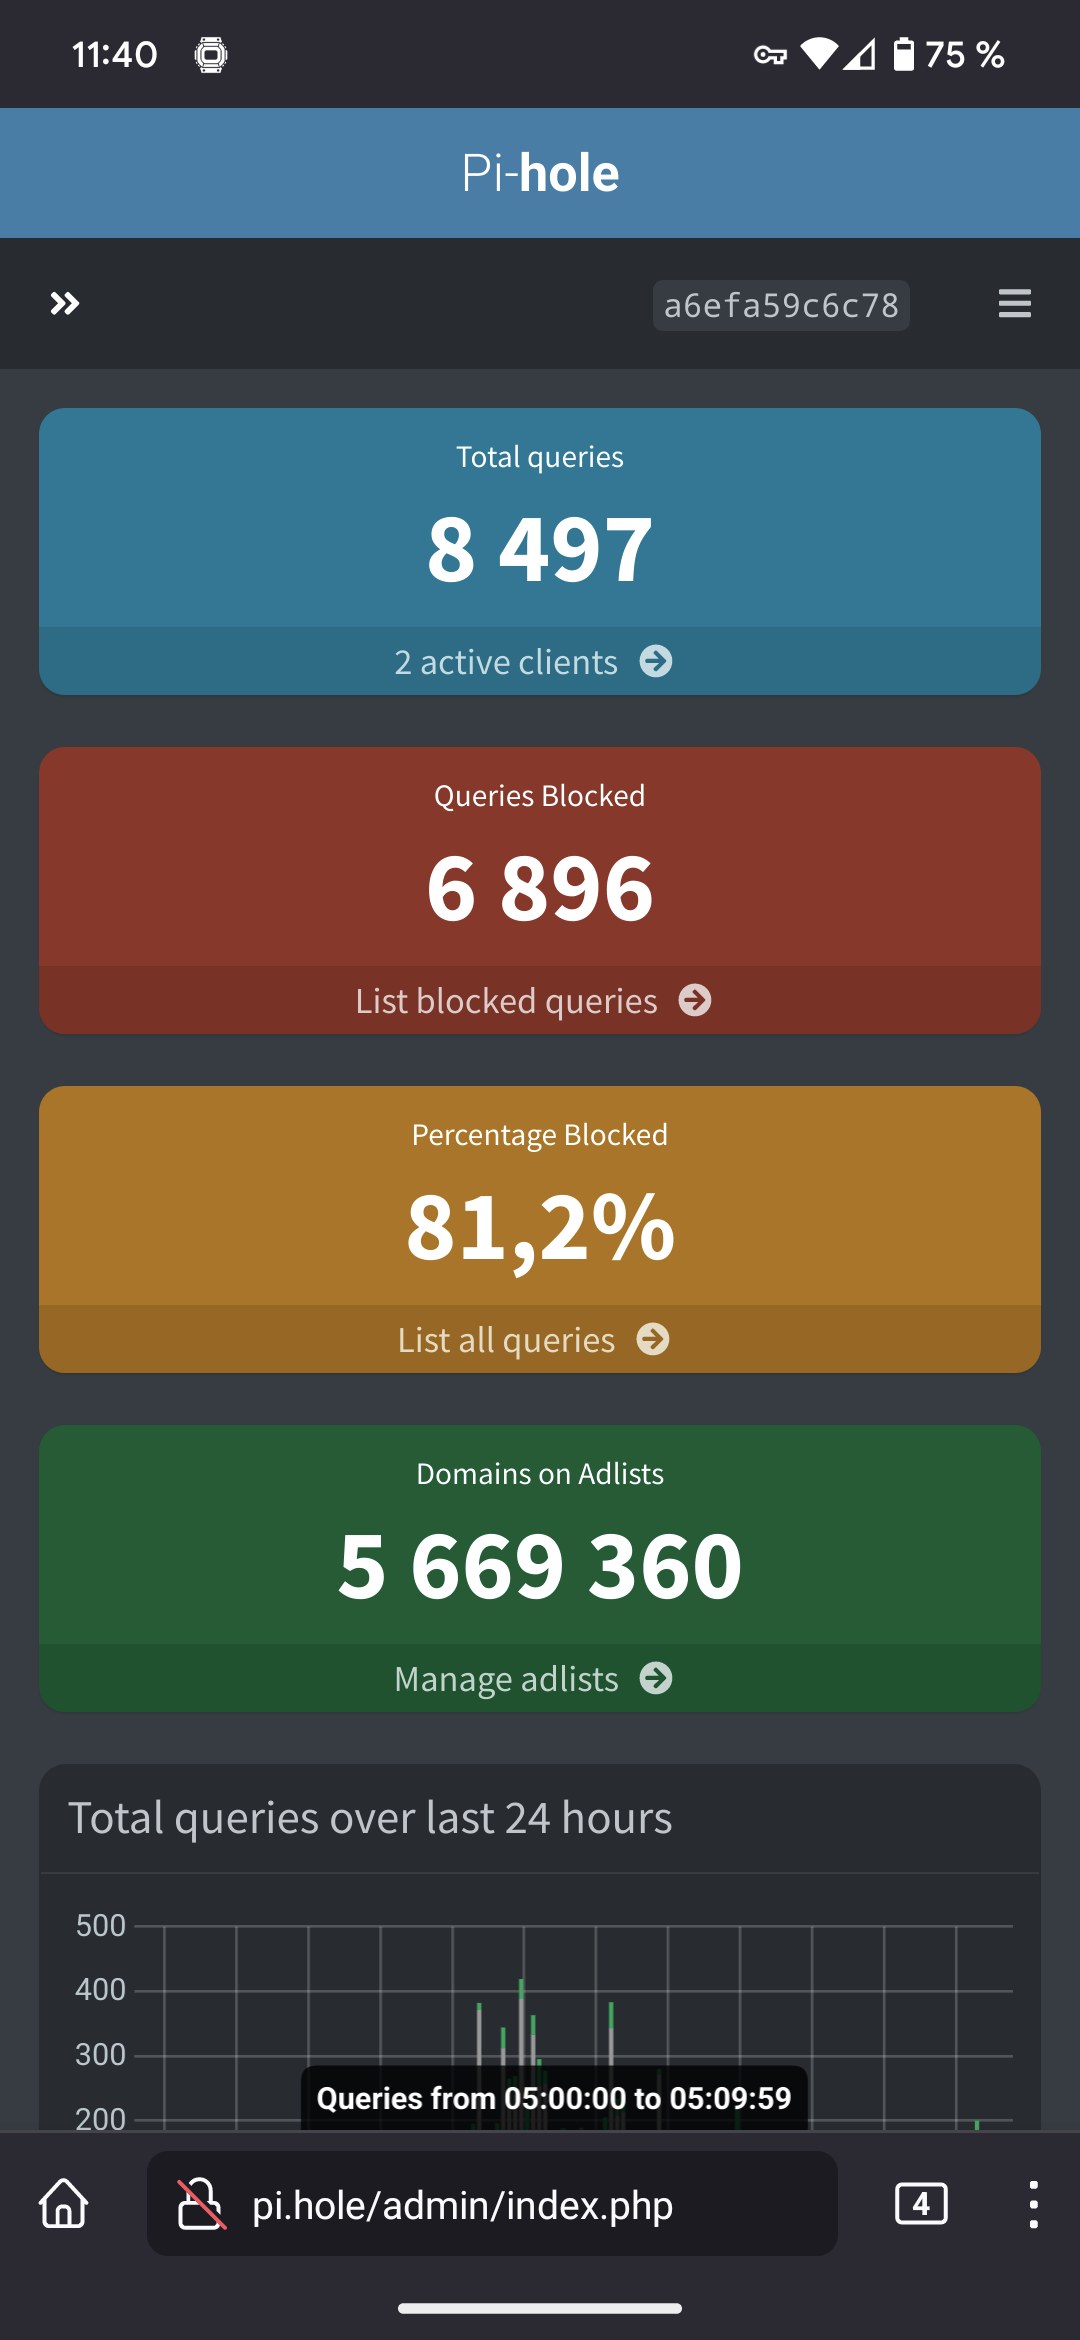 11:40 75 %
Pi-hole
a6efa59c6c78
Total queries
8 497
2 active clients
Queries Blocked
6 896
List blocked queries
Percentage Blocked
81,2%
List all queries
Domains on Adlists
5 669 360
Manage adlists
Total queries over last 24 hours
500
400
300
Queries from 05:00:00 to 05:09:59
200
pi.hole/admin/index.php
4